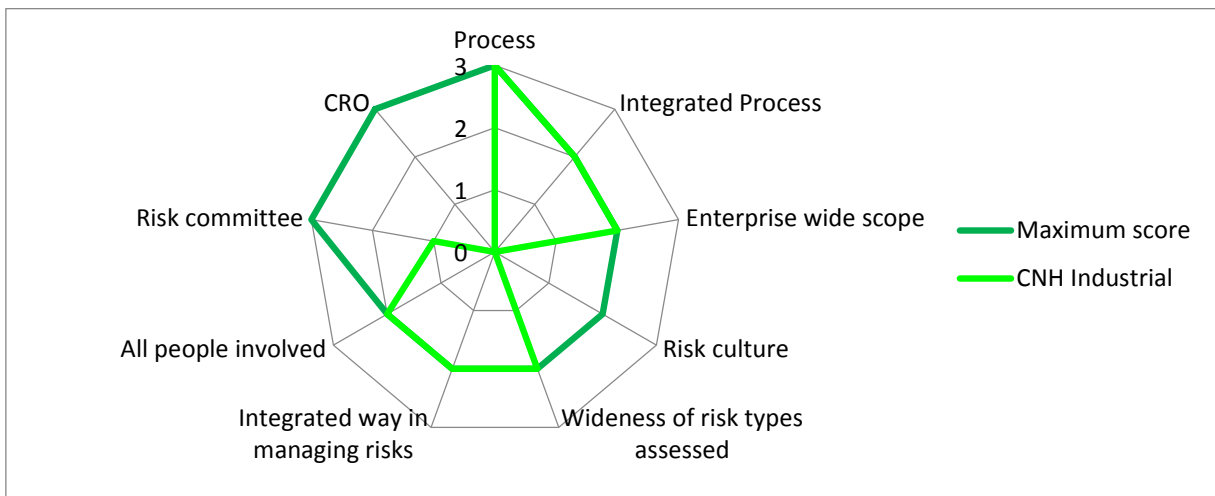 Process
3
CRO
Integrated Process
2
1
Risk committee
Enterprise wide scope
0
Maximum score
CNH Industrial
All people involved
Risk culture
Integrated way in
managing risks
Wideness of risk types
assessed